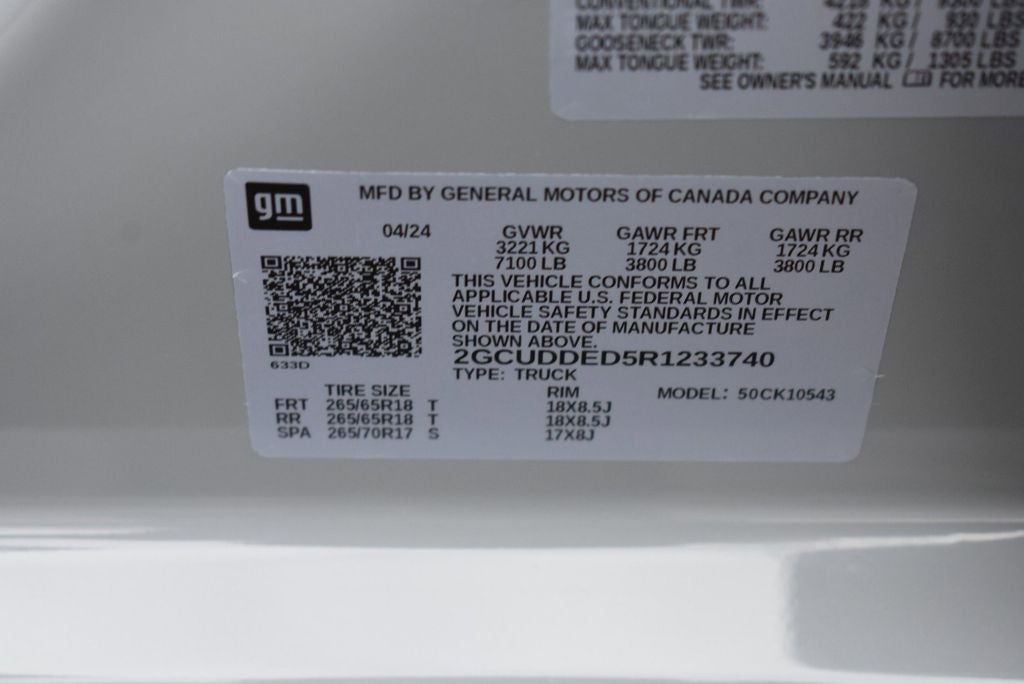 CONVENTIONAL TWR: KG / 9300 LBS
MAX TONGUE WEIGHT: 422 KG / 930 LBS
GOOSENECK TWR: 3946 KG / 8700 LBS
MAX TONGUE WEIGHT: 592 KG / 1305 LBS
SEE OWNER'S MANUAL FOR MORE
gm
MFD BY GENERAL MOTORS OF CANADA COMPANY
04/24 GVWR GAWR FRT GAWR RR
3221 KG 1724 KG 1724 KG
7100 LB 3800 LB 3800 LB
THIS VEHICLE CONFORMS TO ALL
APPLICABLE U.S. FEDERAL MOTOR
VEHICLE SAFETY STANDARDS IN EFFECT
ON THE DATE OF MANUFACTURE
SHOWN ABOVE.
2GCUDDED5R1233740
633D
TYPE: TRUCK
TIRE SIZE RIM MODEL: 50CK10543
FRT 265/65R18 T 18X8.5J
RR 265/65R18 T 18X8.5J
SPA 265/70R17 S 17X8J